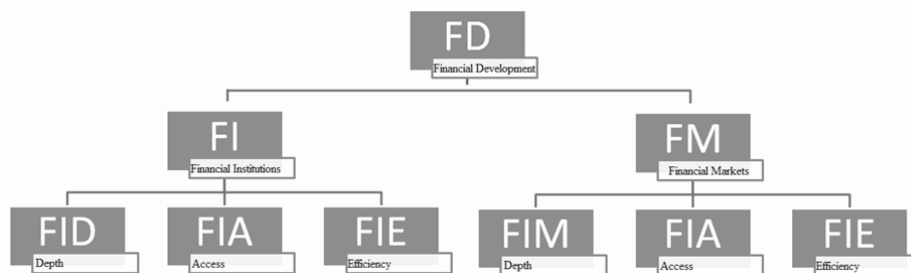 FD
Financial Development
FI
Financial Institutions
FM
Financial Markets
FID
Depth
FIA
Access
FIE
Efficiency
FIM
Depth
FIA
Access
FIE
Efficiency